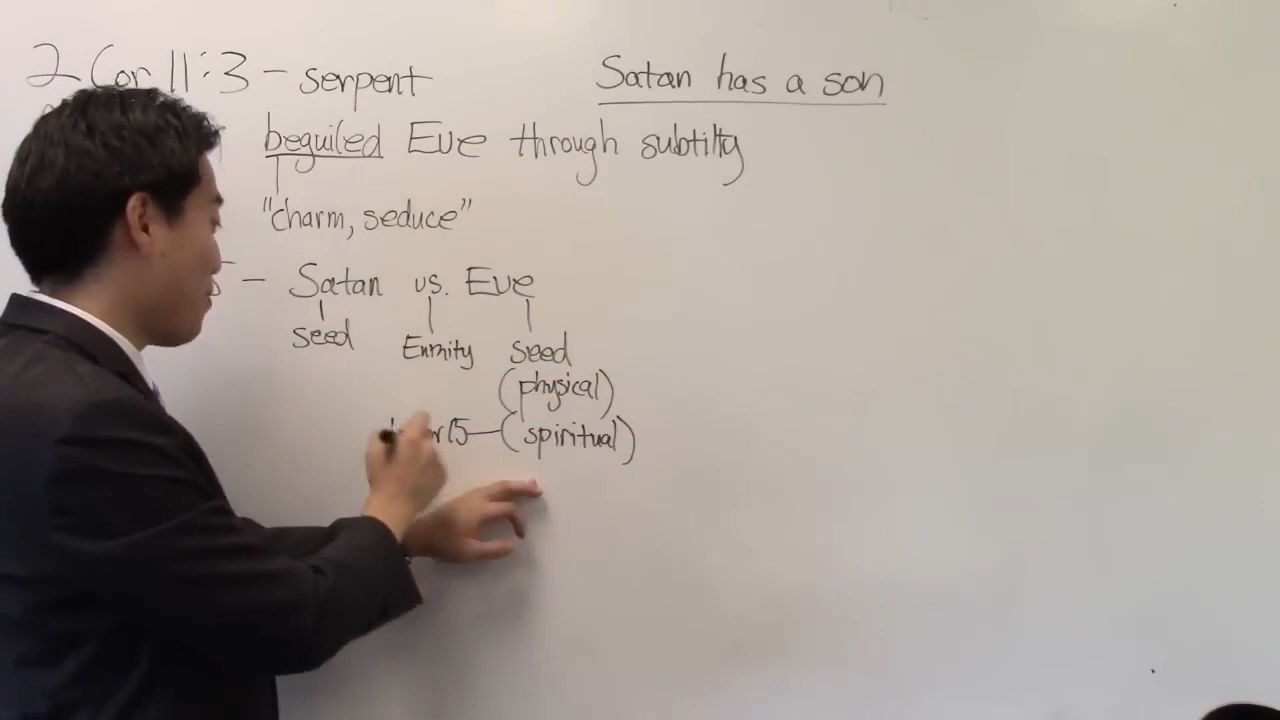 2 Cor 11:3 – serpent
Satan has a son
beguiled Eve through subtilty
"charm, seduce"
– Satan vs. Eve
seed Enmity seed
(physical)
15 – (spiritual)